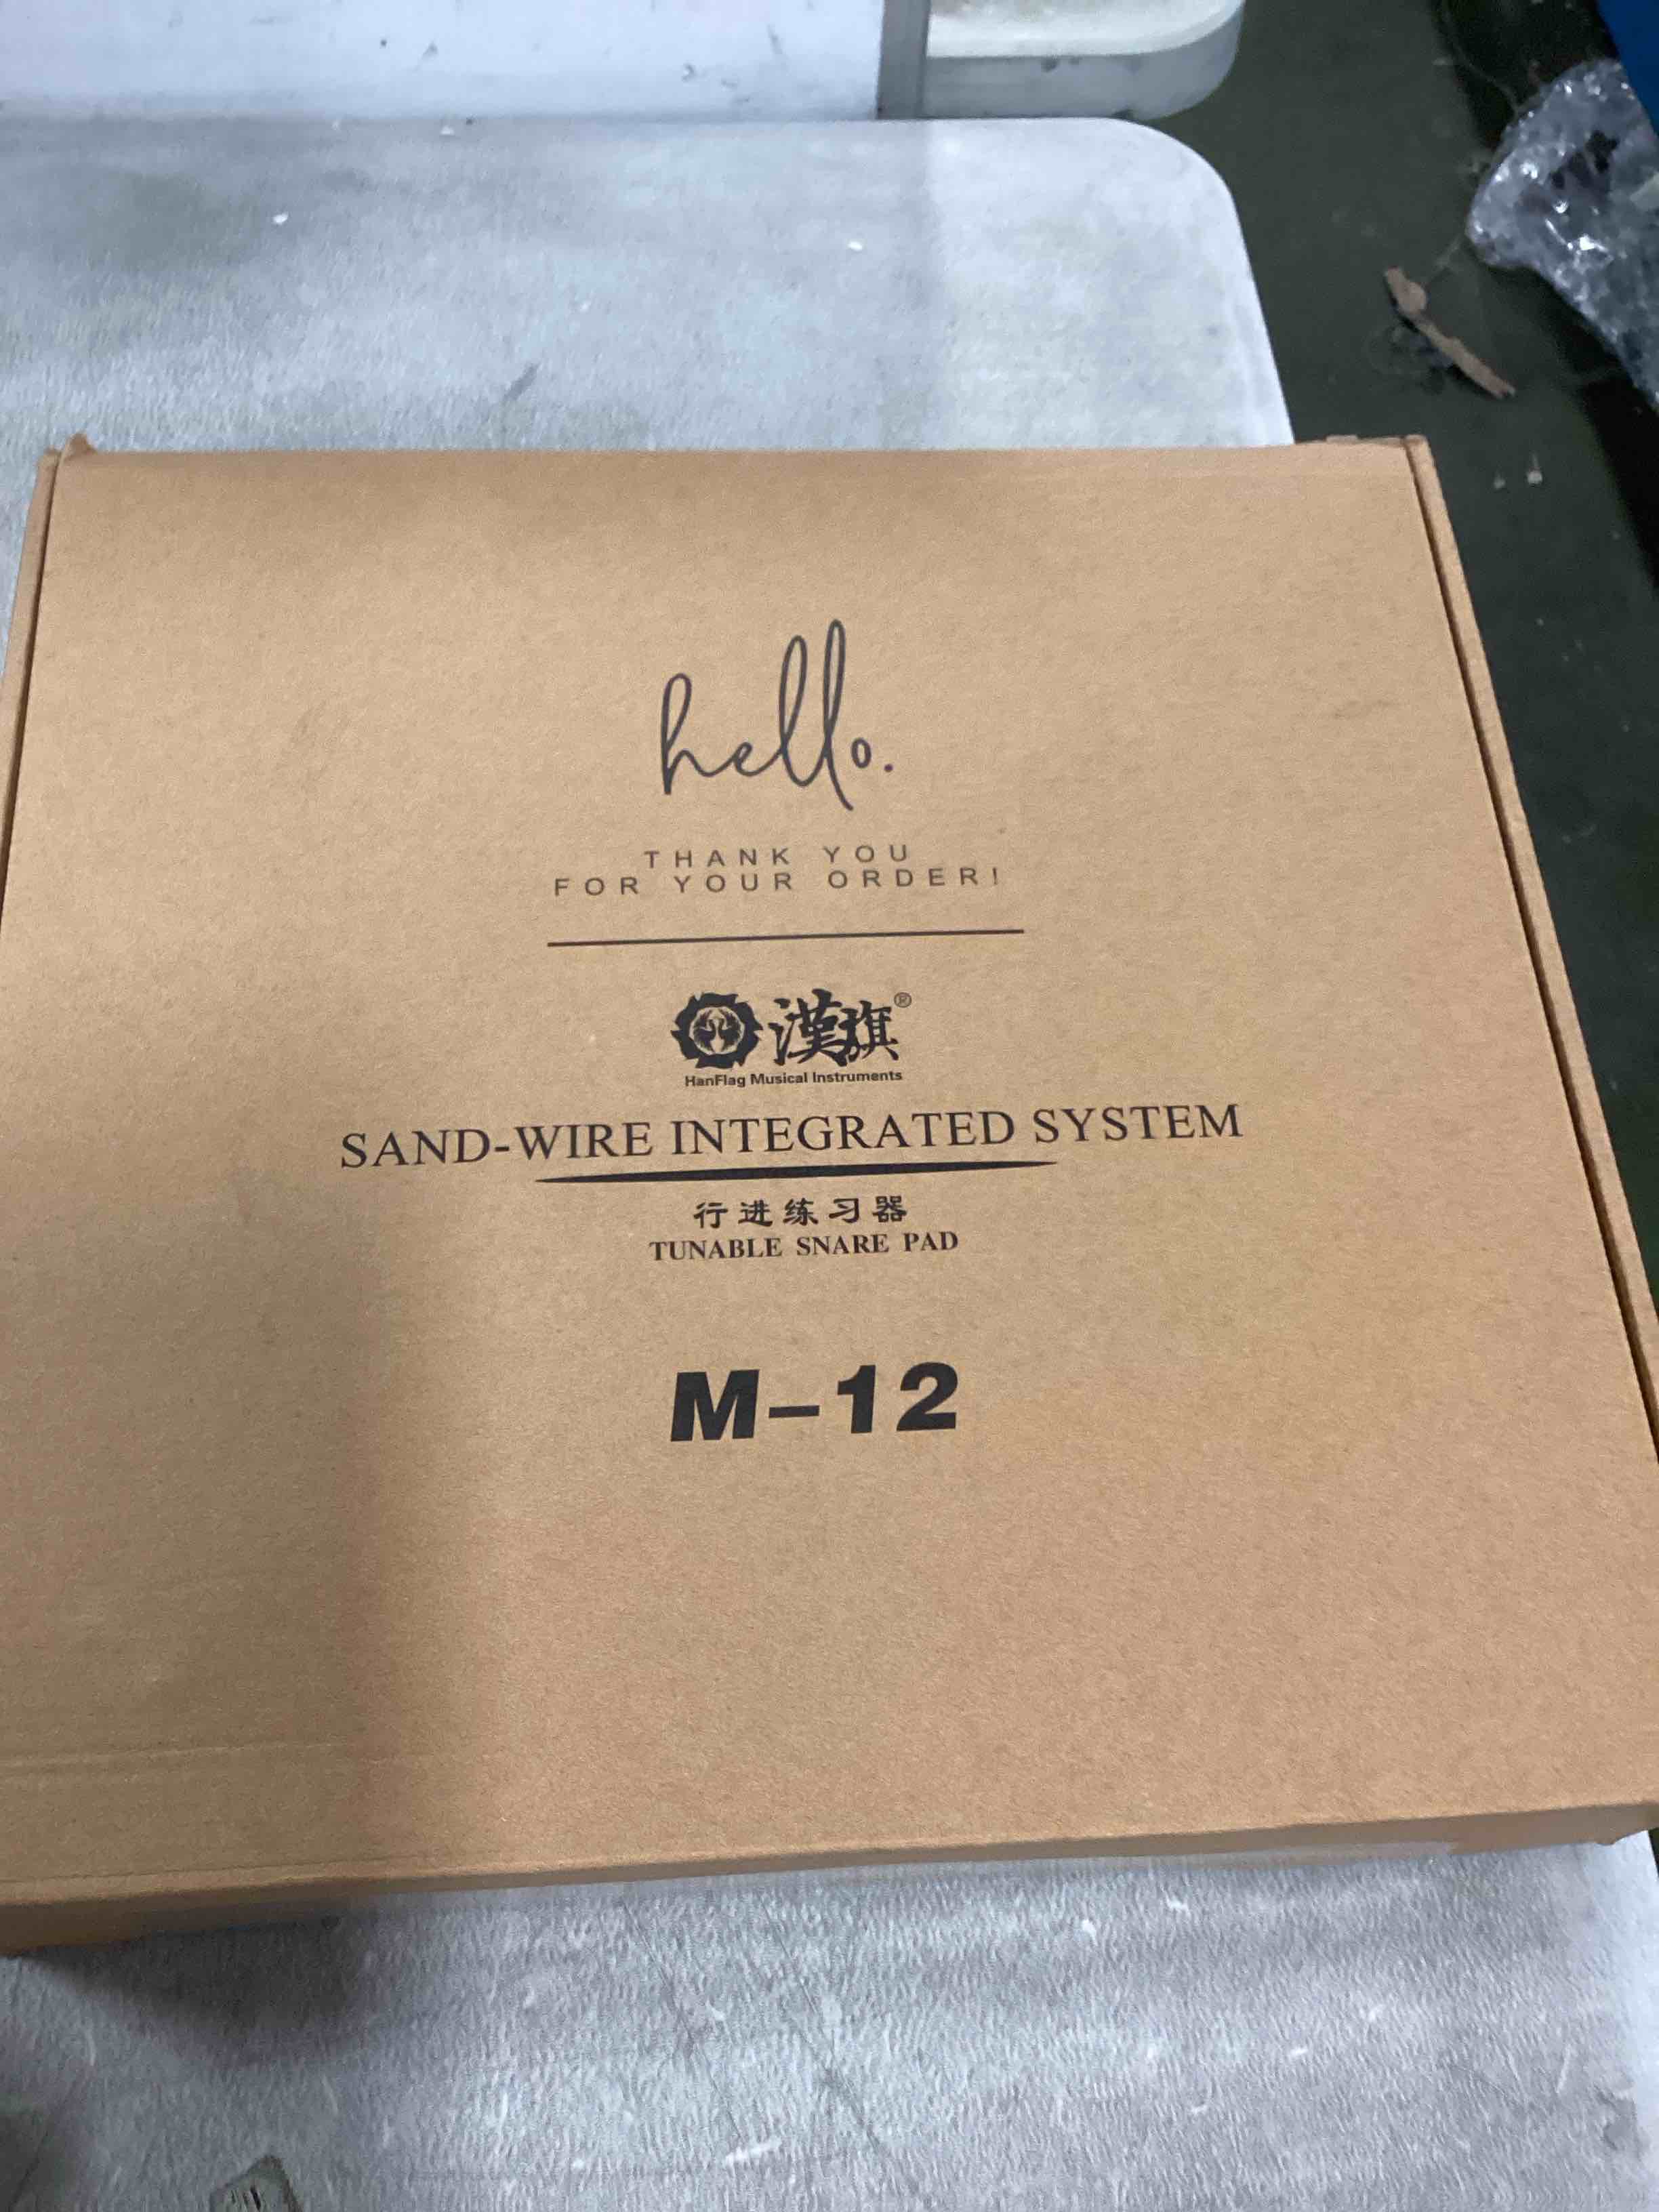 hello.
THANK YOU
FOR YOUR ORDER!
漢旗®
HanFlag Musical Instruments
SAND-WIRE INTEGRATED SYSTEM
行进练习器
TUNABLE SNARE PAD
M-12